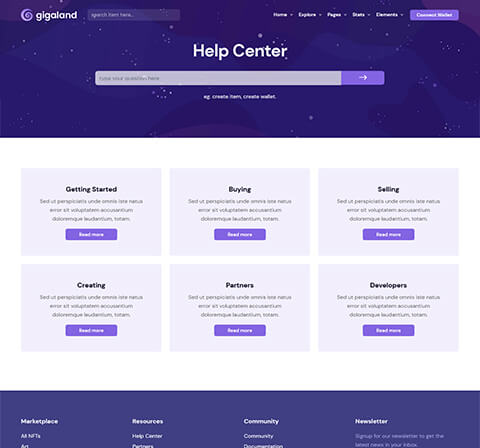 gigaland
search item here...
Home Explore Pages Stats Elements Connect Wallet
Help Center
type your question here
eg. create item, create wallet.
Getting Started
Sed ut perspiciatis unde omnis iste natus
error sit voluptatem accusantium
doloremque laudantium, totam.
Read more
Buying
Sed ut perspiciatis unde omnis iste natus
error sit voluptatem accusantium
doloremque laudantium, totam.
Read more
Selling
Sed ut perspiciatis unde omnis iste natus
error sit voluptatem accusantium
doloremque laudantium, totam.
Read more
Creating
Sed ut perspiciatis unde omnis iste natus
error sit voluptatem accusantium
doloremque laudantium, totam.
Read more
Partners
Sed ut perspiciatis unde omnis iste natus
error sit voluptatem accusantium
doloremque laudantium, totam.
Read more
Developers
Sed ut perspiciatis unde omnis iste natus
error sit voluptatem accusantium
doloremque laudantium, totam.
Read more
Marketplace
All NFTs
Art
Resources
Help Center
Partners
Community
Community
Documentation
Newsletter
Signup for our newsletter to get the
latest news in your inbox.